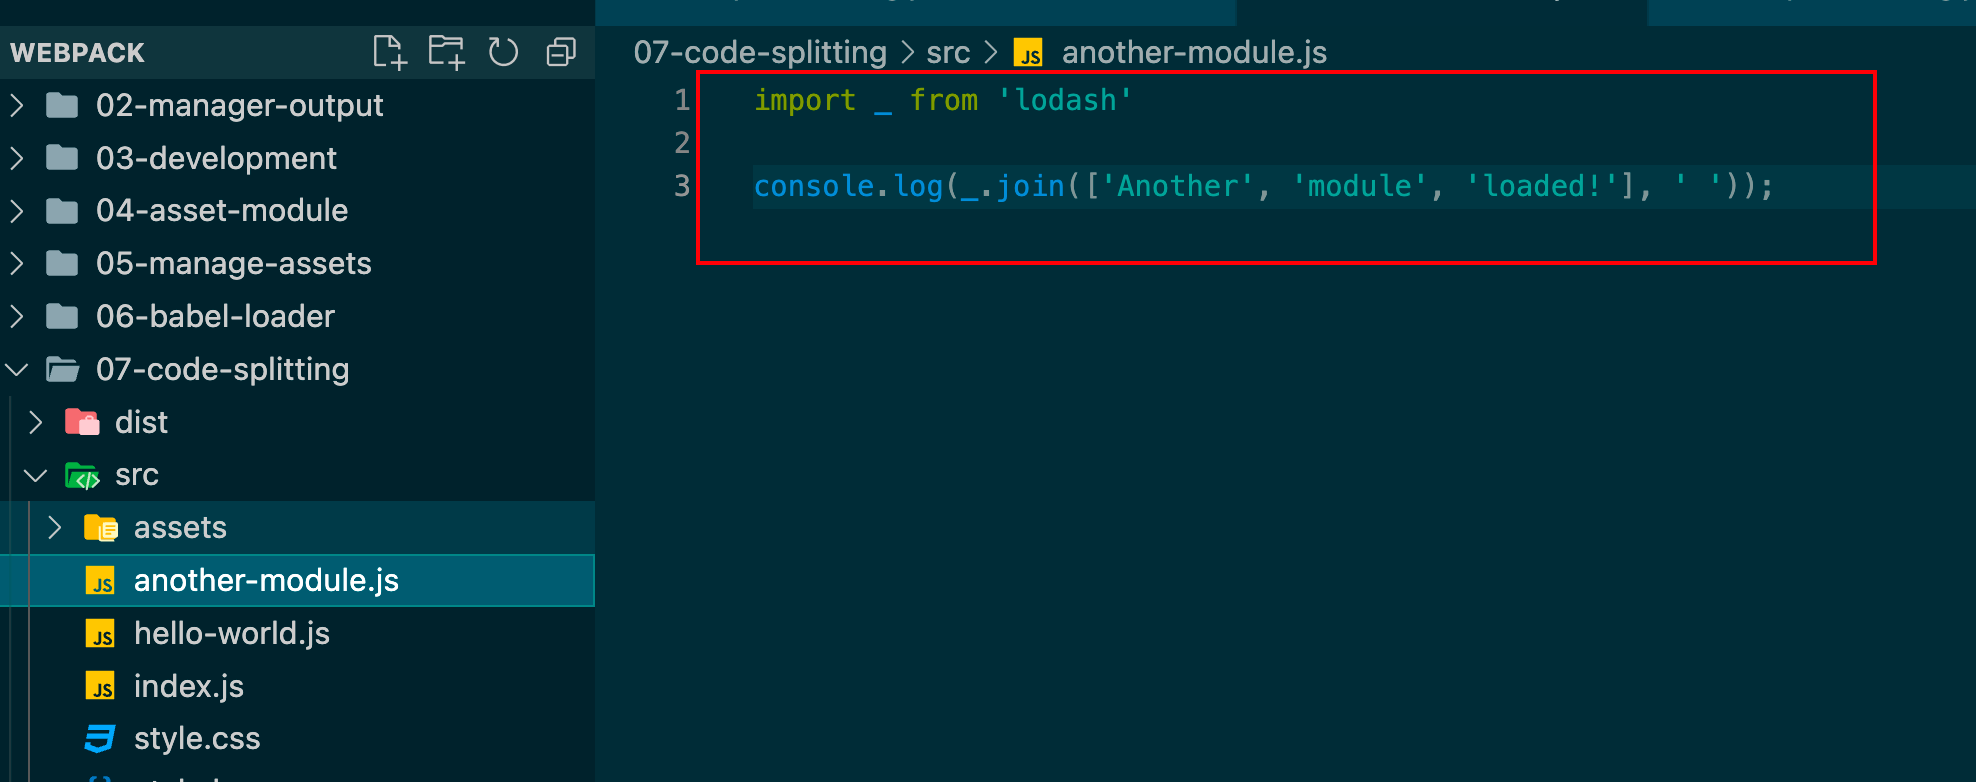 WEBPACK
02-manager-output
03-development
04-asset-module
05-manage-assets
06-babel-loader
07-code-splitting
dist
src
assets
JS another-module.js
JS hello-world.js
JS index.js
style.css
07-code-splitting > src > JS another-module.js
1 import _ from 'lodash'
2
3 console.log(_.join(['Another', 'module', 'loaded!'], ' '));